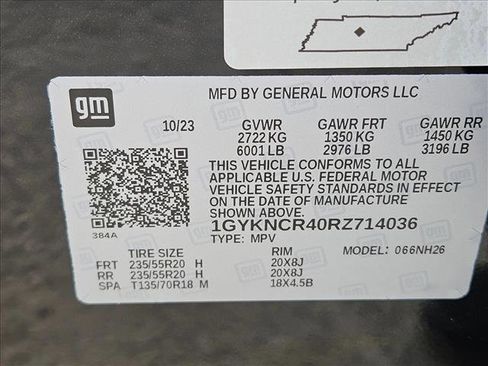 gm
MFD BY GENERAL MOTORS LLC
10/23 GVWR GAWR FRT GAWR RR
2722 KG 1350 KG 1450 KG
6001 LB 2976 LB 3196 LB
THIS VEHICLE CONFORMS TO ALL
APPLICABLE U.S. FEDERAL MOTOR
VEHICLE SAFETY STANDARDS IN EFFECT
ON THE DATE OF MANUFACTURE SHOWN
ABOVE.
1GYKNCR40RZ714036
384A
TYPE: MPV MODEL: 066NH26
TIRE SIZE RIM
FRT 235/55R20 H 20X8J
RR 235/55R20 H 20X8J
SPA T135/70R18 M 18X4.5B